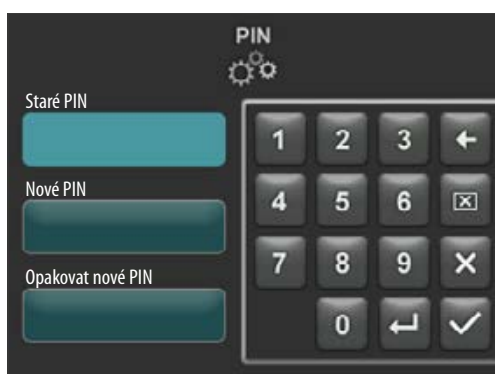 PIN
Staré PIN
Nové PIN
Opakovat nové PIN
1 2 3
4 5 6
7 8 9
0